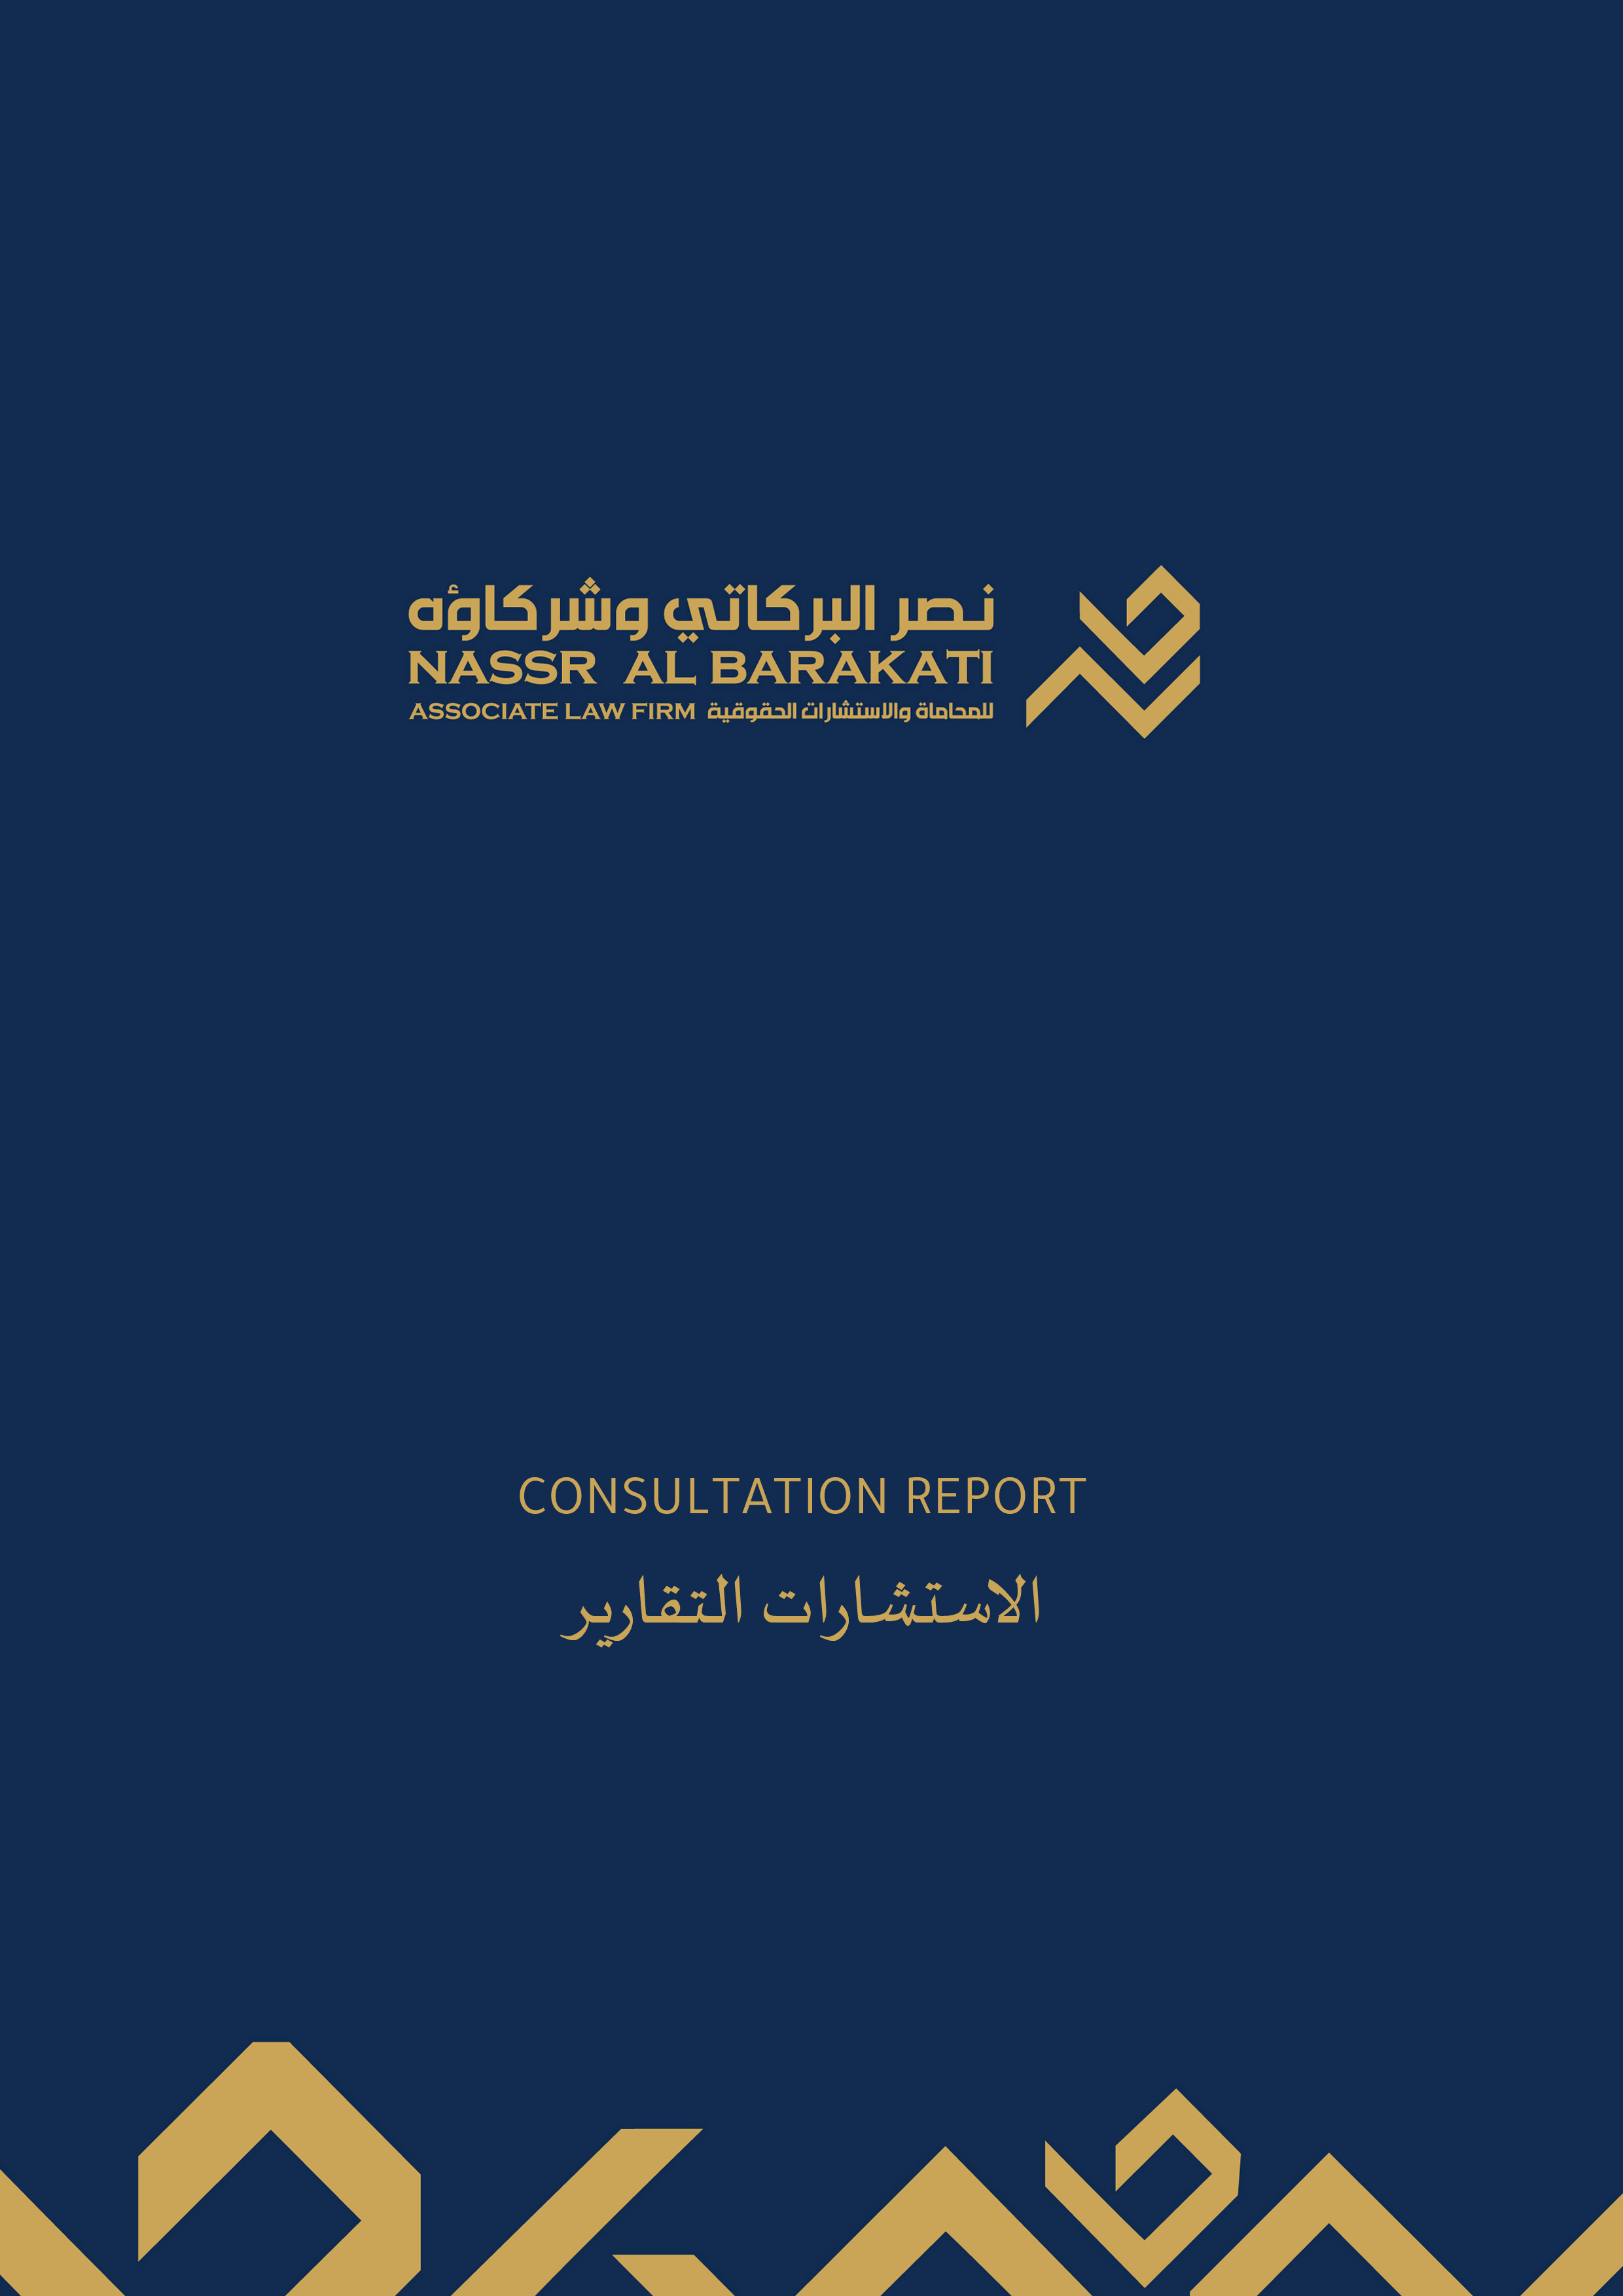 نصر البركاتي وشركاؤه
NASSR AL BARAKATI
ASSOCIATE LAW FIRM للمحاماة والاستشارات الحقوقية
CONSULTATION REPORT
الاستشارات التقارير